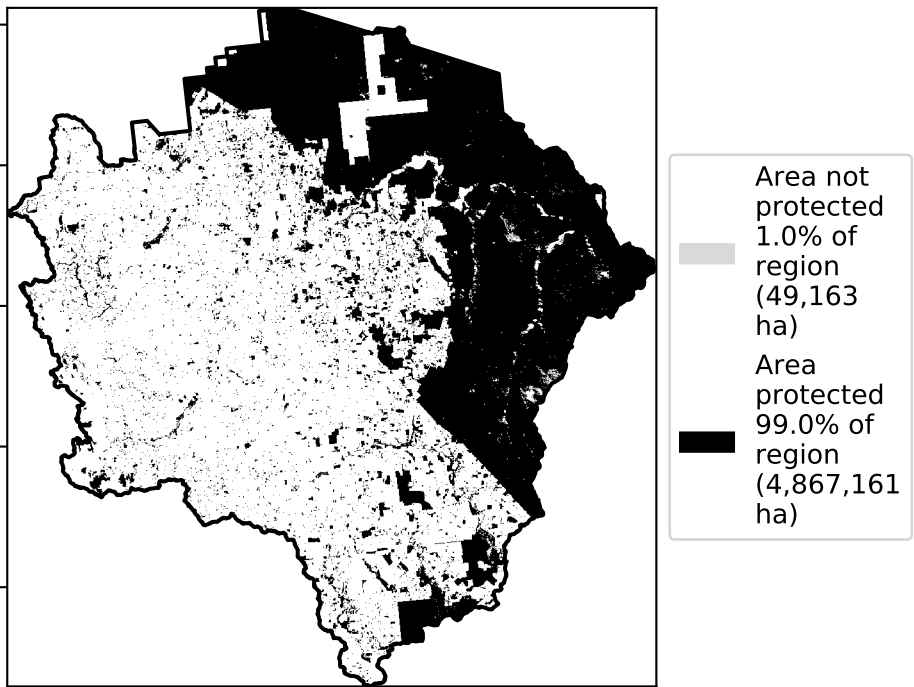 Area not
protected
1.0% of
region
(49,163
ha)
Area
protected
99.0% of
region
(4,867,161
ha)